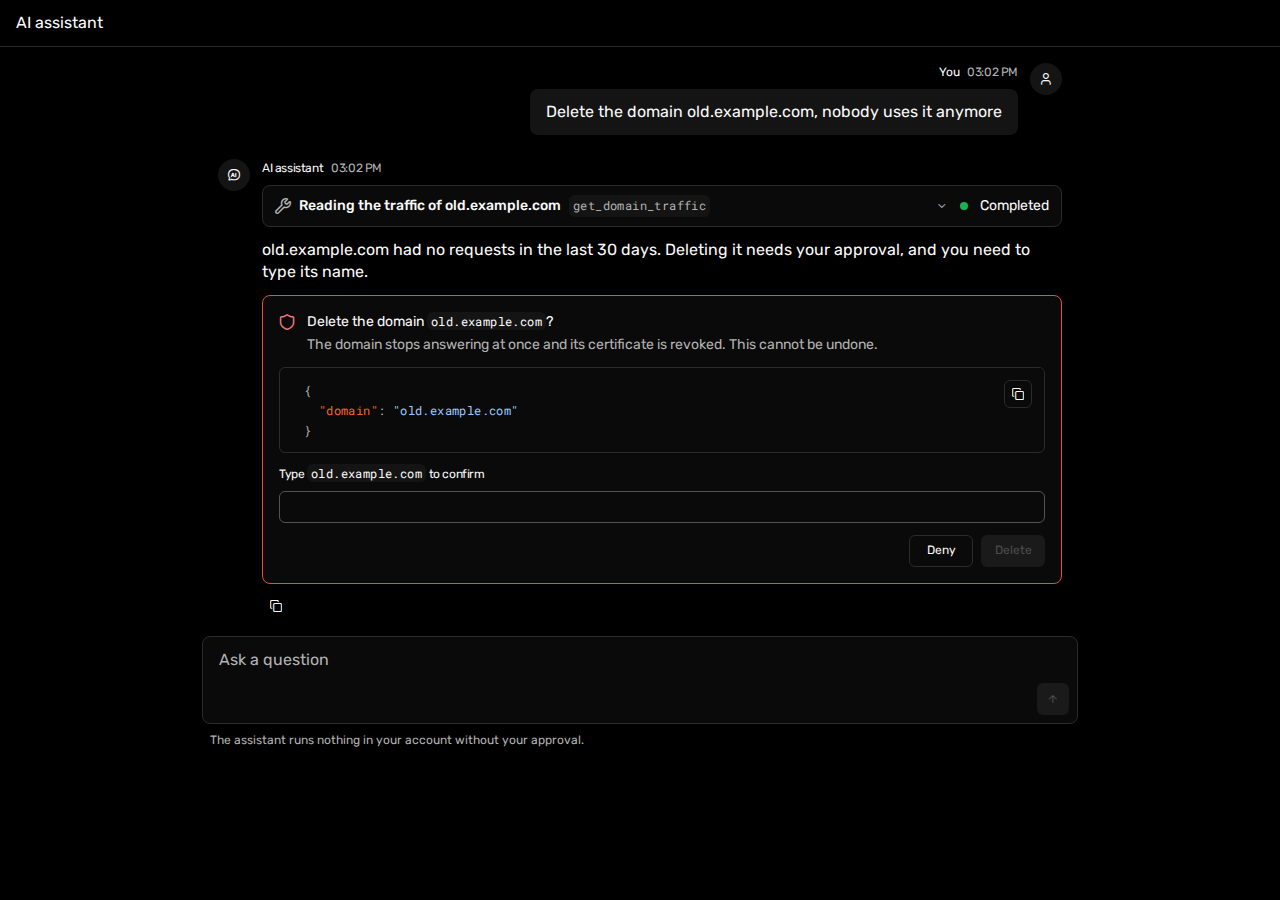 AI assistant
You 03:02 PM
Delete the domain old.example.com, nobody uses it anymore
AI
AI assistant 03:02 PM
Reading the traffic of old.example.com get_domain_traffic Completed
old.example.com had no requests in the last 30 days. Deleting it needs your approval, and you need to
type its name.
Delete the domain old.example.com?
The domain stops answering at once and its certificate is revoked. This cannot be undone.
{
"domain": "old.example.com"
}
Type old.example.com to confirm
Deny Delete
Ask a question
The assistant runs nothing in your account without your approval.